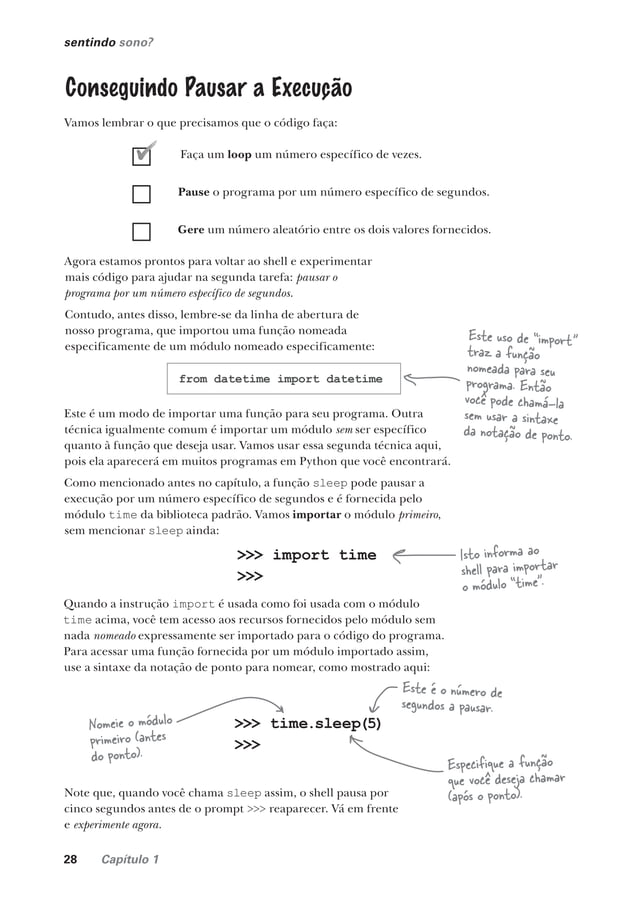 sentindo sono?
Conseguindo Pausar a Execução
Vamos lembrar o que precisamos que o código faça:
Faça um loop um número específico de vezes.
Pause o programa por um número específico de segundos.
Gere um número aleatório entre os dois valores fornecidos.
Agora estamos prontos para voltar ao shell e experimentar
mais código para ajudar na segunda tarefa: pausar o
programa por um número específico de segundos.
Contudo, antes disso, lembre-se da linha de abertura de
nosso programa, que importou uma função nomeada
especificamente de um módulo nomeado especificamente:
from datetime import datetime
Este uso de "import"
traz a função
nomeada para seu
programa. Então
você pode chamá-la
sem usar a sintaxe
da notação de ponto.
Este é um modo de importar uma função para seu programa. Outra
técnica igualmente comum é importar um módulo sem ser específico
quanto à função que deseja usar. Vamos usar essa segunda técnica aqui,
pois ela aparecerá em muitos programas em Python que você encontrará.
Como mencionado antes no capítulo, a função sleep pode pausar a
execução por um número específico de segundos e é fornecida pelo
módulo time da biblioteca padrão. Vamos importar o módulo primeiro,
sem mencionar sleep ainda:
>>> import time
>>>
Isto informa ao
shell para importar
o módulo "time".
Quando a instrução import é usada como foi usada com o módulo
time acima, você tem acesso aos recursos fornecidos pelo módulo sem
nada nomeado expressamente ser importado para o código do programa.
Para acessar uma função fornecida por um módulo importado assim,
use a sintaxe da notação de ponto para nomear, como mostrado aqui:
Este é o número de
segundos a pausar.
Nomeie o módulo
primeiro (antes
do ponto).
>>> time.sleep(5)
>>>
Especifique a função
que você deseja chamar
(após o ponto).
Note que, quando você chama sleep assim, o shell pausa por
cinco segundos antes de o prompt >>> reaparecer. Vá em frente
e experimente agora.
28 Capítulo 1